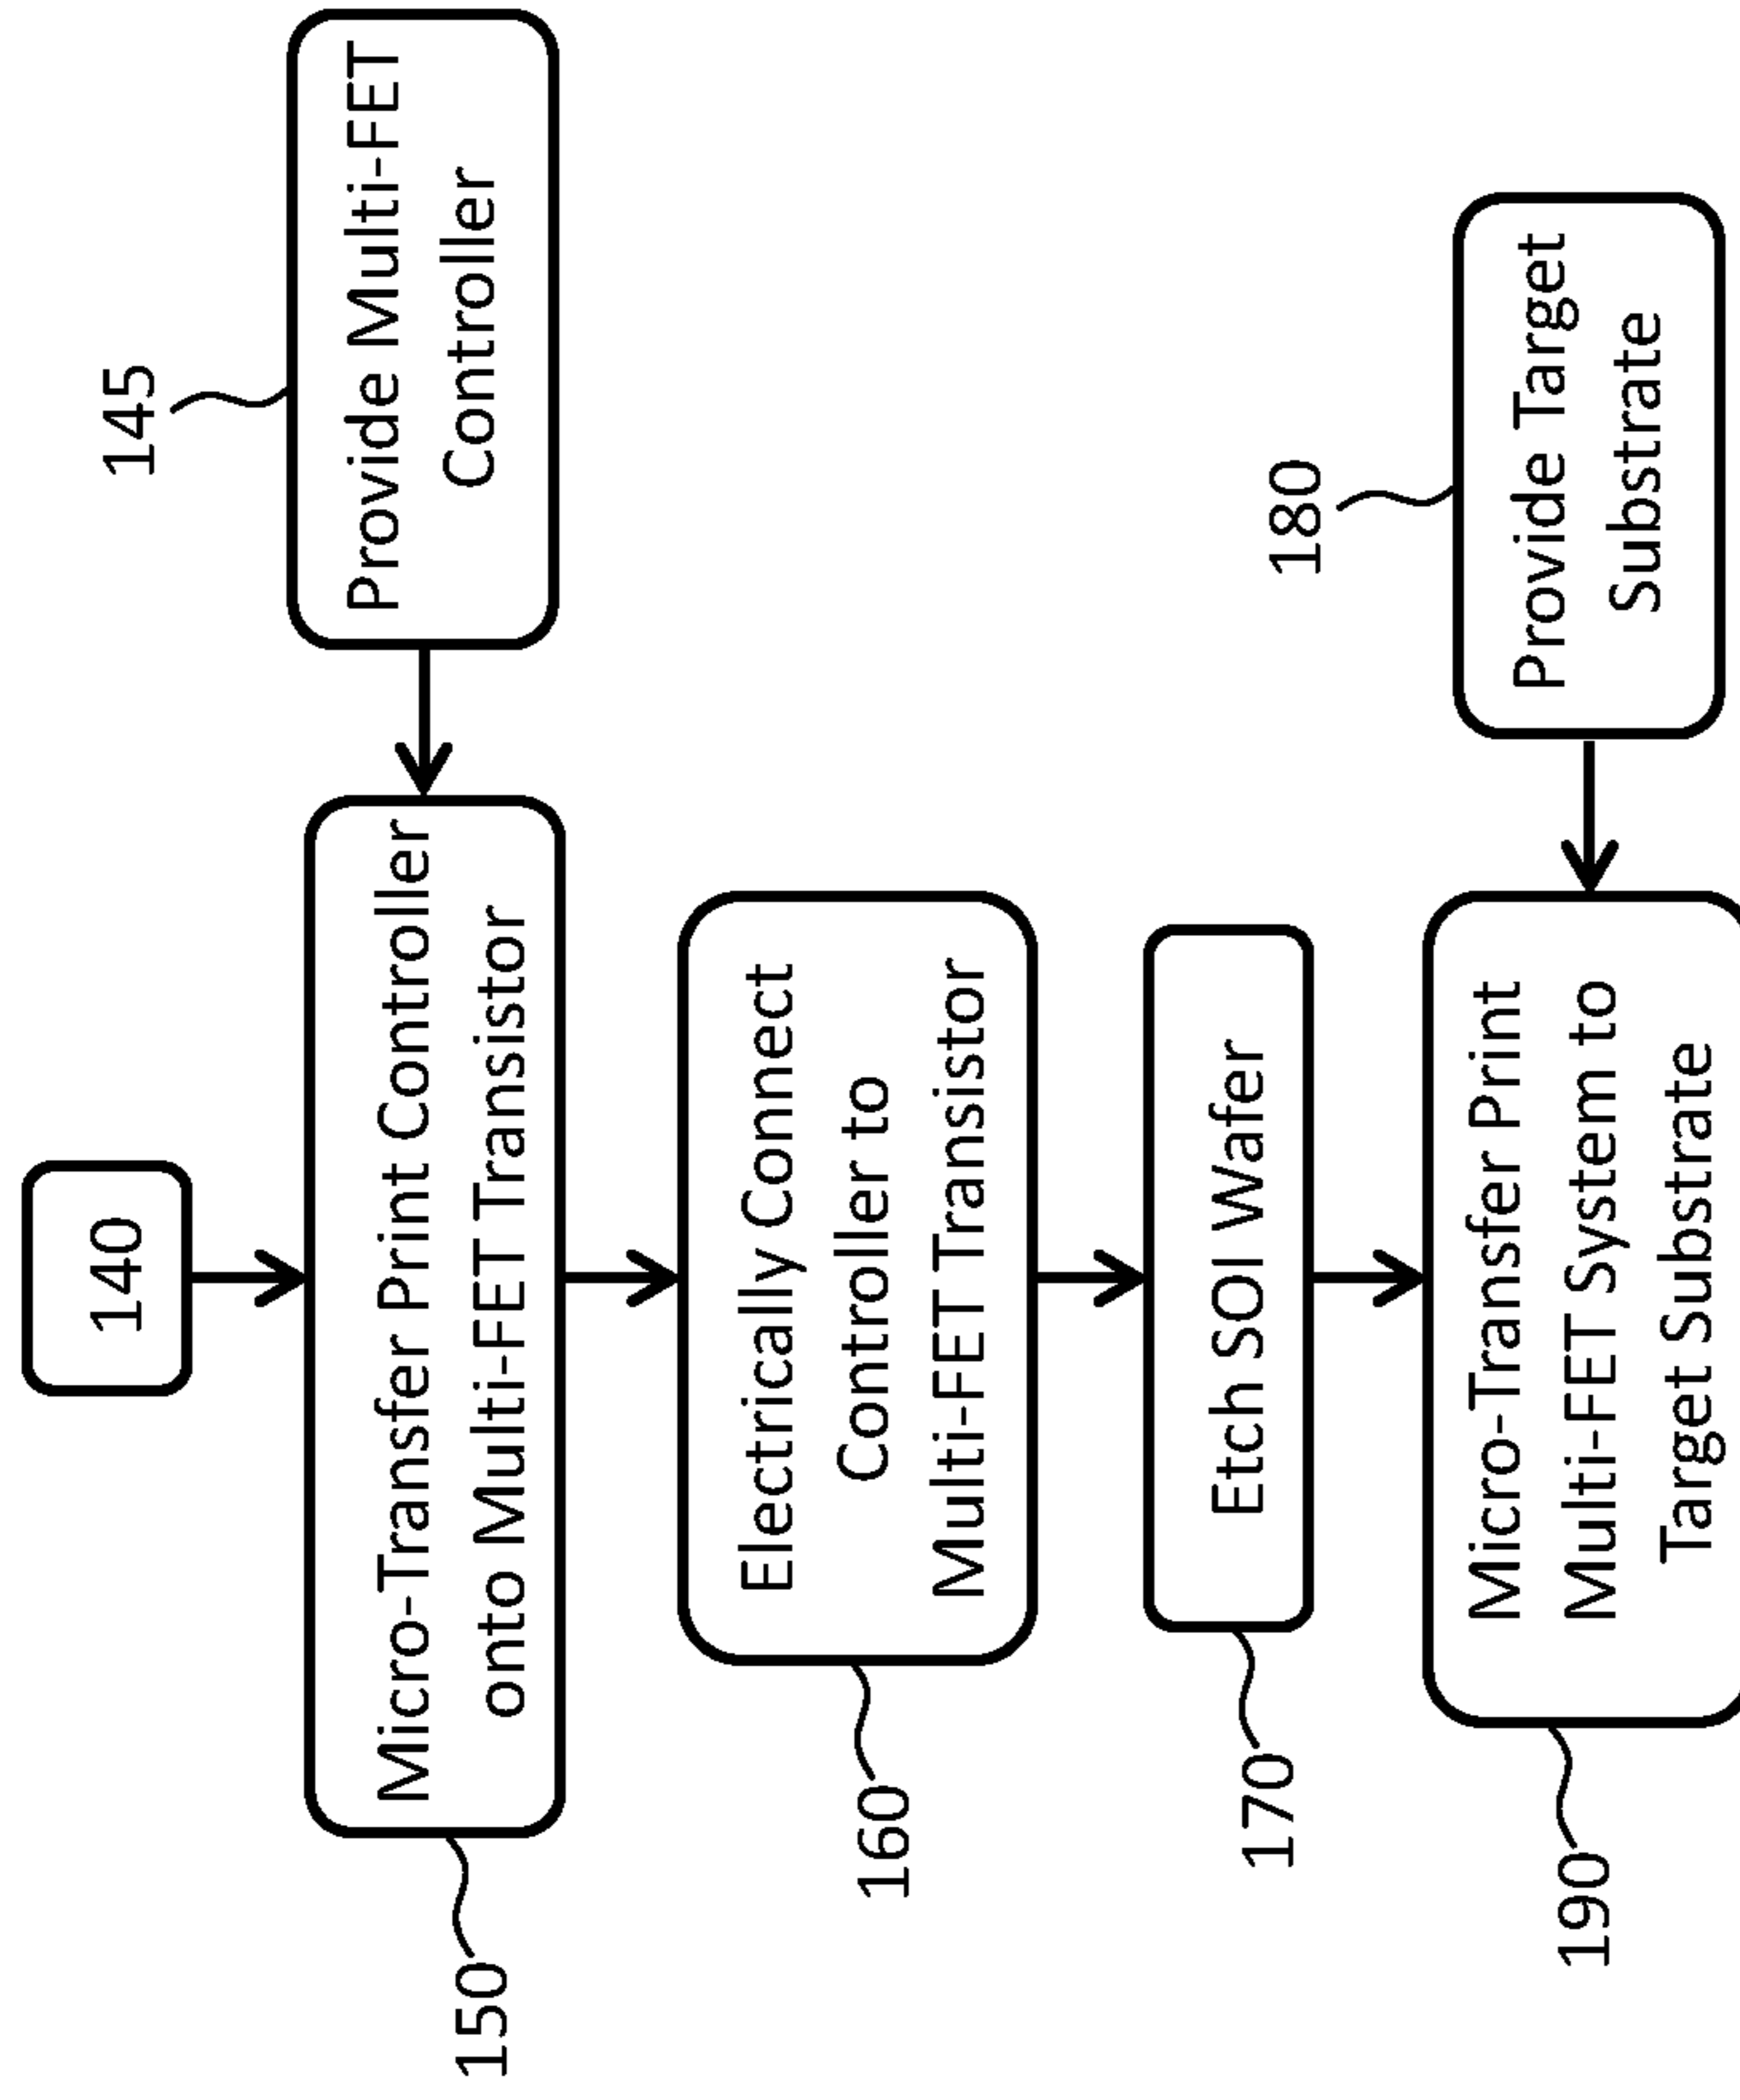 140
145
Provide Multi-FET
Controller
150
Micro-Transfer Print Controller
onto Multi-FET Transistor
160
Electrically Connect
Controller to
Multi-FET Transistor
170
Etch SOI Wafer
180
Provide Target
Substrate
190
Micro-Transfer Print
Multi-FET System to
Target Substrate